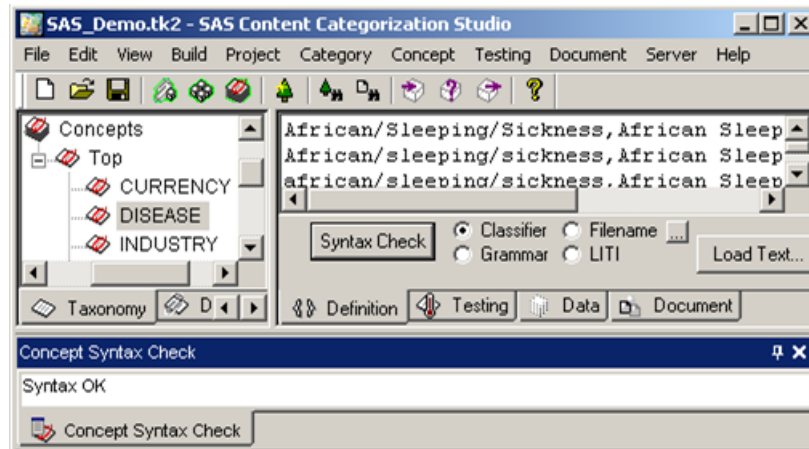 SAS_Demo.tk2 - SAS Content Categorization Studio
File Edit View Build Project Category Concept Testing Document Server Help
Concepts
Top
CURRENCY
DISEASE
INDUSTRY
Taxonomy D
African/Sleeping/Sickness,African Sleep
African/sleeping/sickness,African Sleep
african/sleeping/sickness,African Sleep
Syntax Check Classifier Filename ...
Grammar LITI Load Text...
Definition Testing Data Document
Concept Syntax Check
Syntax OK
Concept Syntax Check